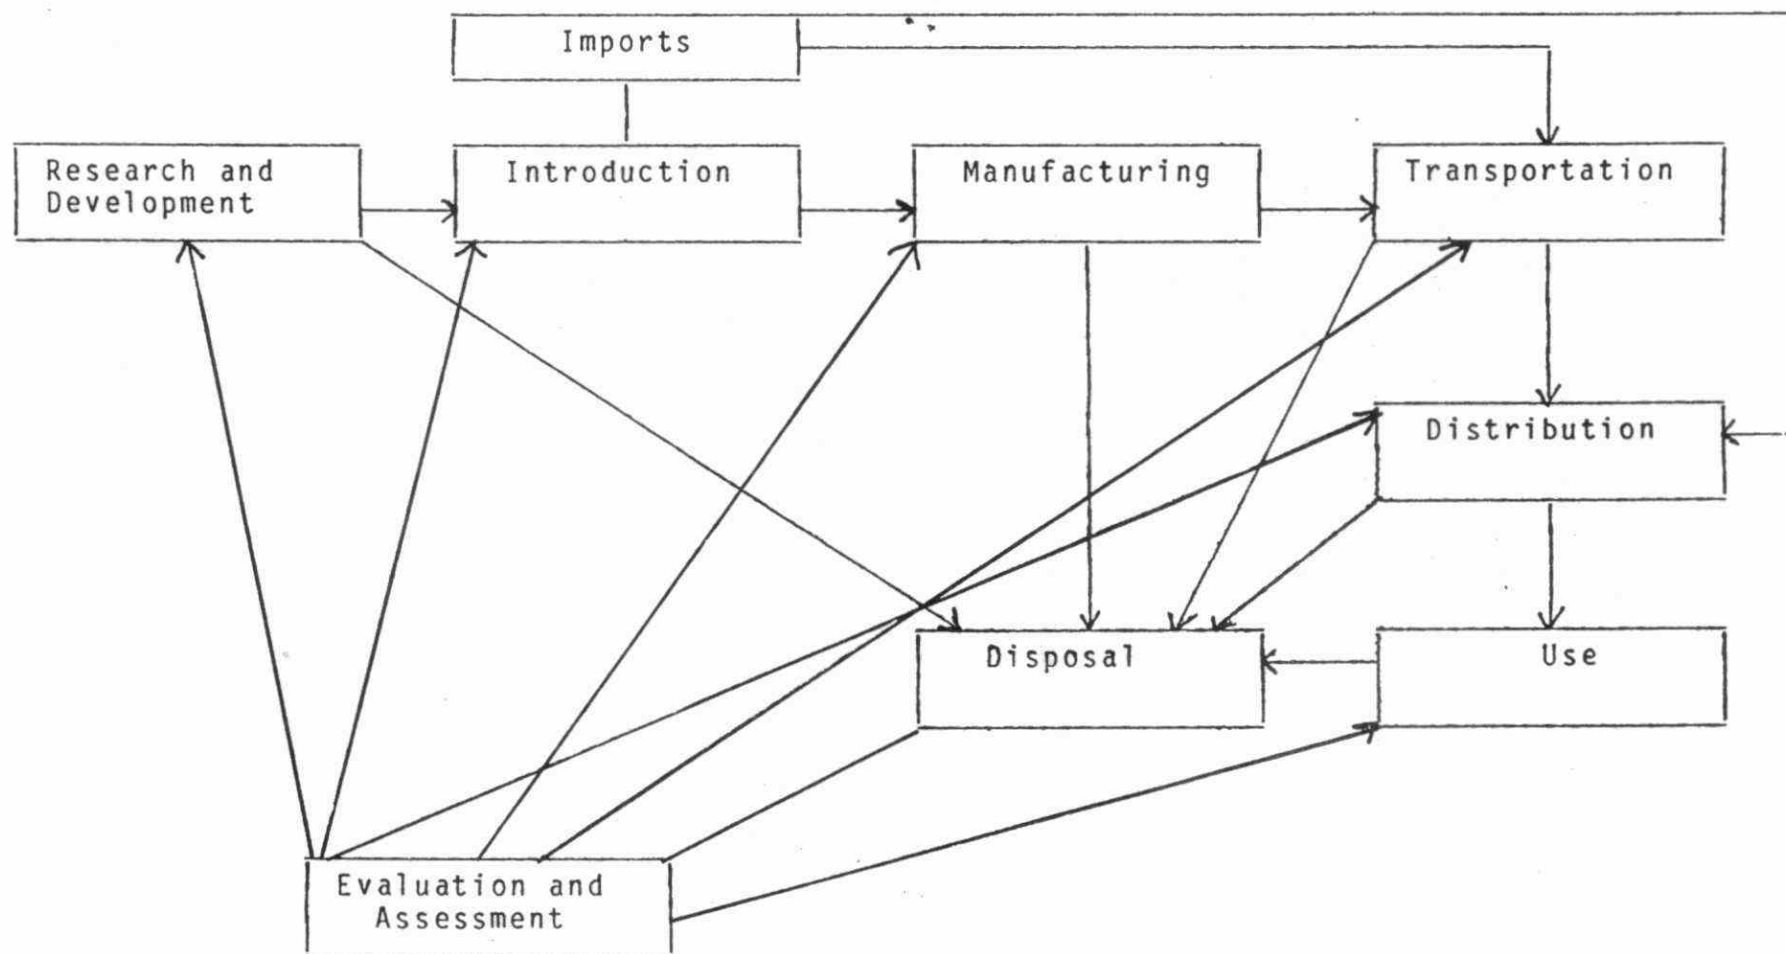 Imports
Research and
Development
Introduction
Manufacturing
Transportation
Distribution
Disposal
Use
Evaluation and
Assessment